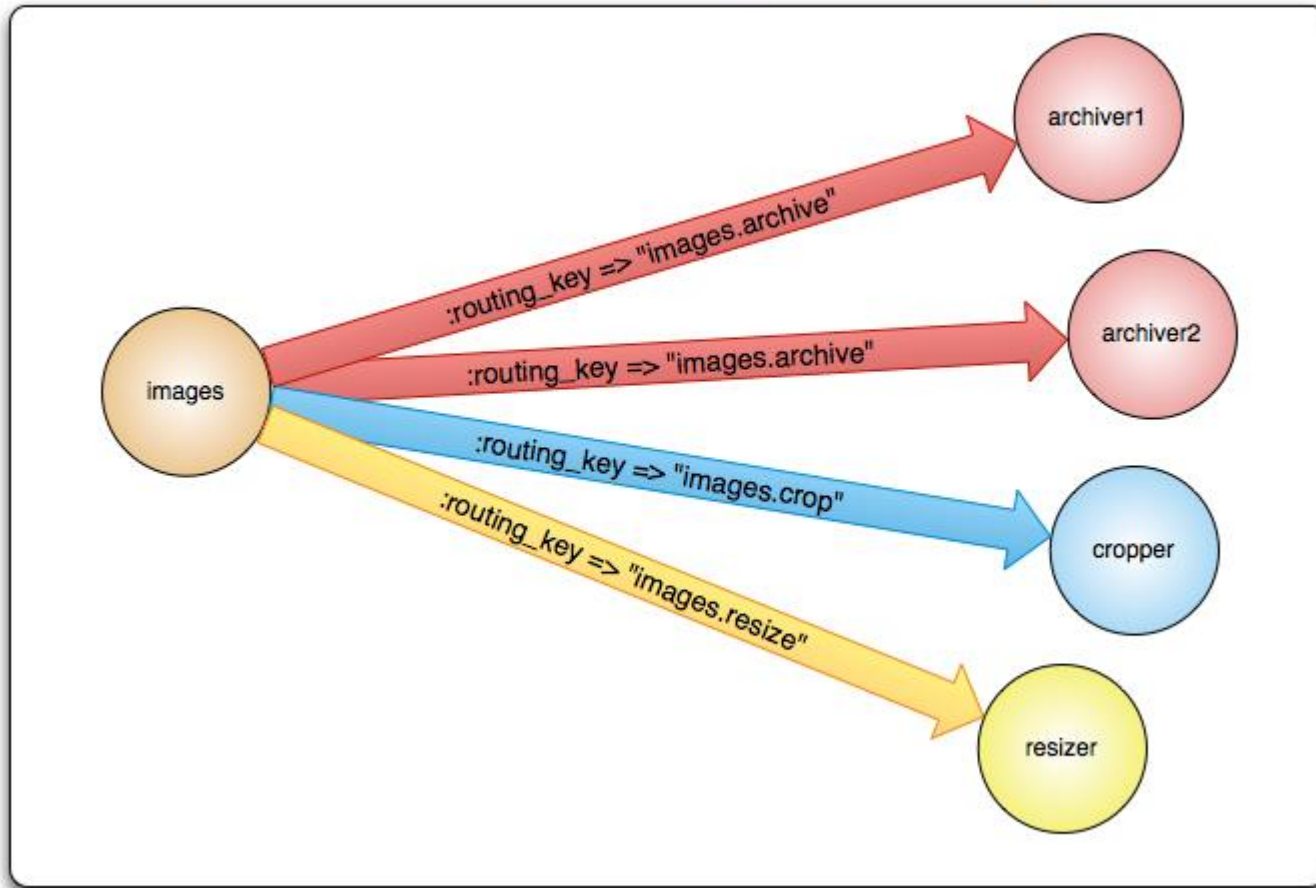 archiver1
:routing_key => "images.archive"
archiver2
:routing_key => "images.archive"
images
:routing_key => "images.crop"
cropper
:routing_key => "images.resize"
resizer